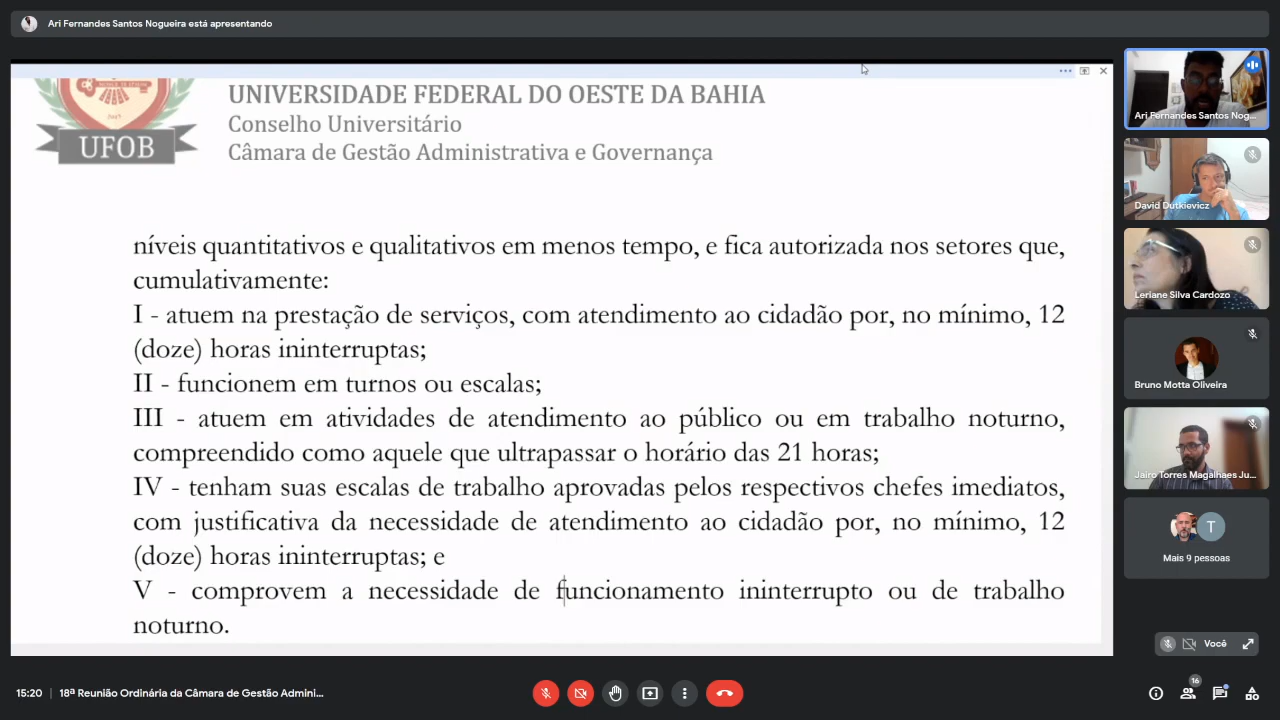 Ari Fernandes Santos Nogueira está apresentando
UNIVERSIDADE FEDERAL DO OESTE DA BAHIA
Conselho Universitário
Câmara de Gestão Administrativa e Governança
UFOB
níveis quantitativos e qualitativos em menos tempo, e fica autorizada nos setores que,
cumulativamente:
I - atuem na prestação de serviços, com atendimento ao cidadão por, no mínimo, 12
(doze) horas ininterruptas;
II - funcionem em turnos ou escalas;
III - atuem em atividades de atendimento ao público ou em trabalho noturno,
compreendido como aquele que ultrapassar o horário das 21 horas;
IV - tenham suas escalas de trabalho aprovadas pelos respectivos chefes imediatos,
com justificativa da necessidade de atendimento ao cidadão por, no mínimo, 12
(doze) horas ininterruptas; e
V - comprovem a necessidade de funcionamento ininterrupto ou de trabalho
noturno.
Ari Fernandes Santos Nog...
David Dutkievicz
Leriane Silva Cardozo
Bruno Motta Oliveira
Jairo Torres Magalhaes Ju...
T
Mais 9 pessoas
Você
15:20 | 18ª Reunião Ordinária da Câmara de Gestão Admini...
16